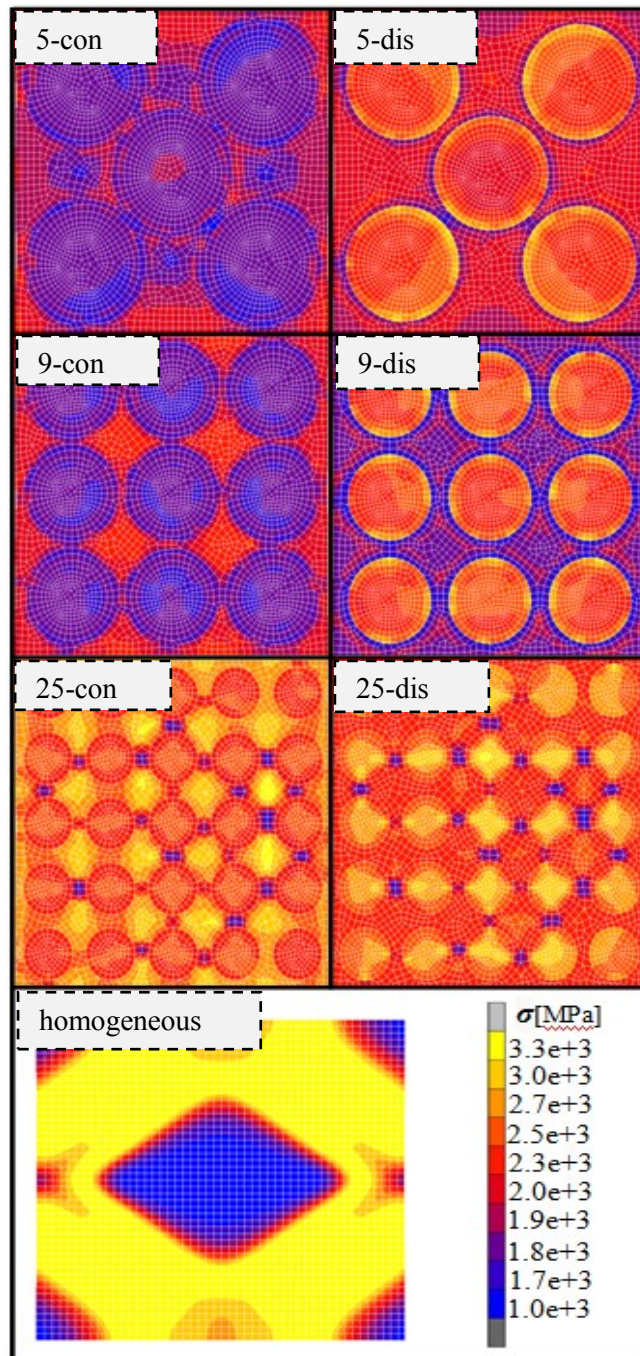 5-con
5-dis
9-con
9-dis
25-con
25-dis
homogeneous
σ[MPa]
3.3e+3
3.0e+3
2.7e+3
2.5e+3
2.3e+3
2.0e+3
1.9e+3
1.8e+3
1.7e+3
1.0e+3